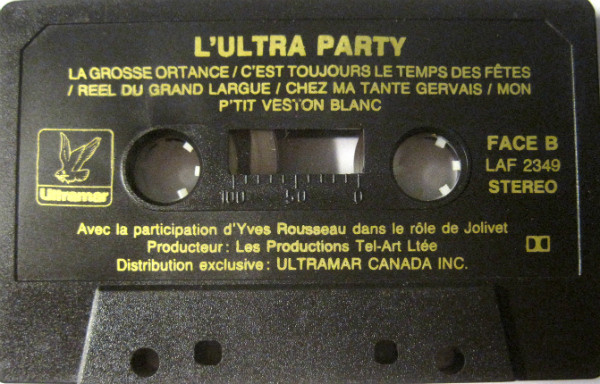 L'ULTRA PARTY
LA GROSSE ORTANCE / C'EST TOUJOURS LE TEMPS DES FÊTES
/ REEL DU GRAND LARGUE / CHEZ MA TANTE GERVAIS / MON
P'TIT VESTON BLANC
Ultramar
100 50 0
FACE B
LAF 2349
STEREO
Avec la participation d'Yves Rousseau dans le rôle de Jolivet
Producteur: Les Productions Tel-Art Ltée
Distribution exclusive: ULTRAMAR CANADA INC.